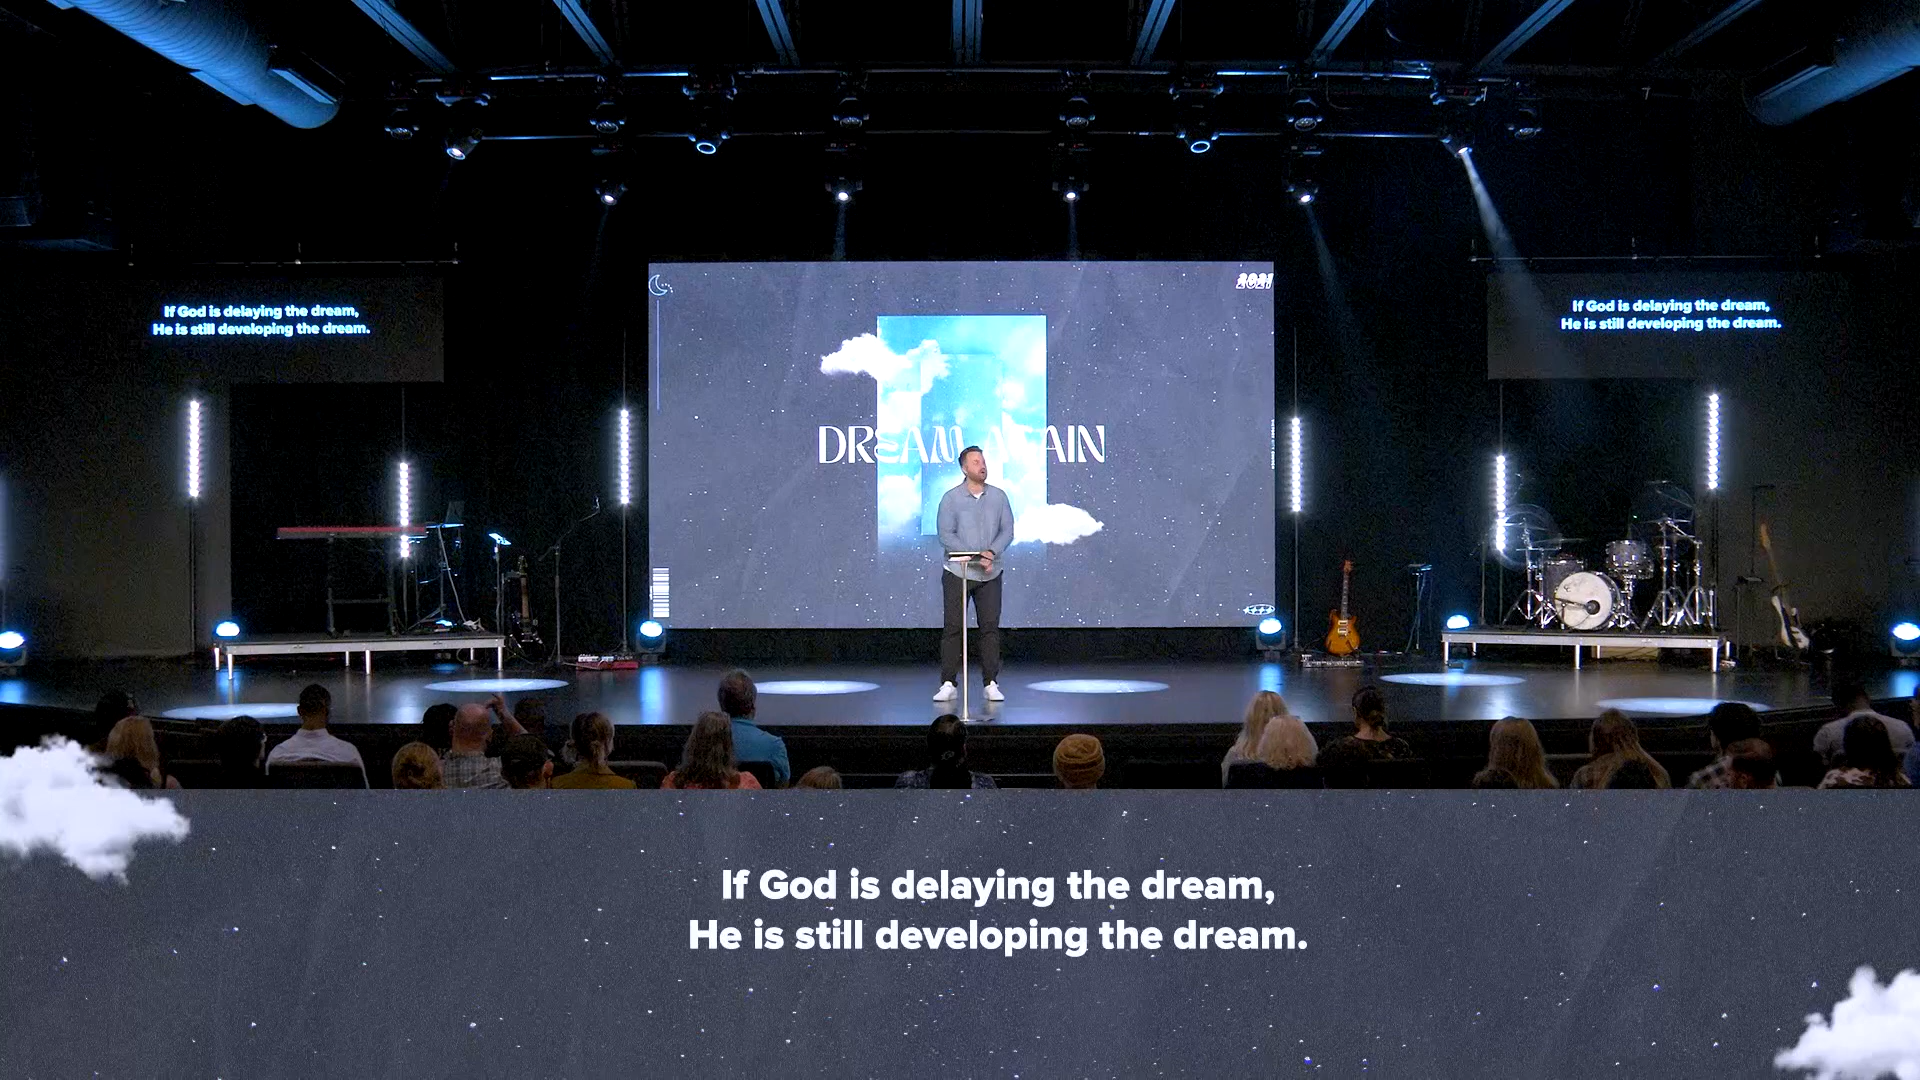 If God is delaying the dream,
He is still developing the dream.
If God is delaying the dream,
He is still developing the dream.
2021
DREAM AGAIN
If God is delaying the dream,
He is still developing the dream.